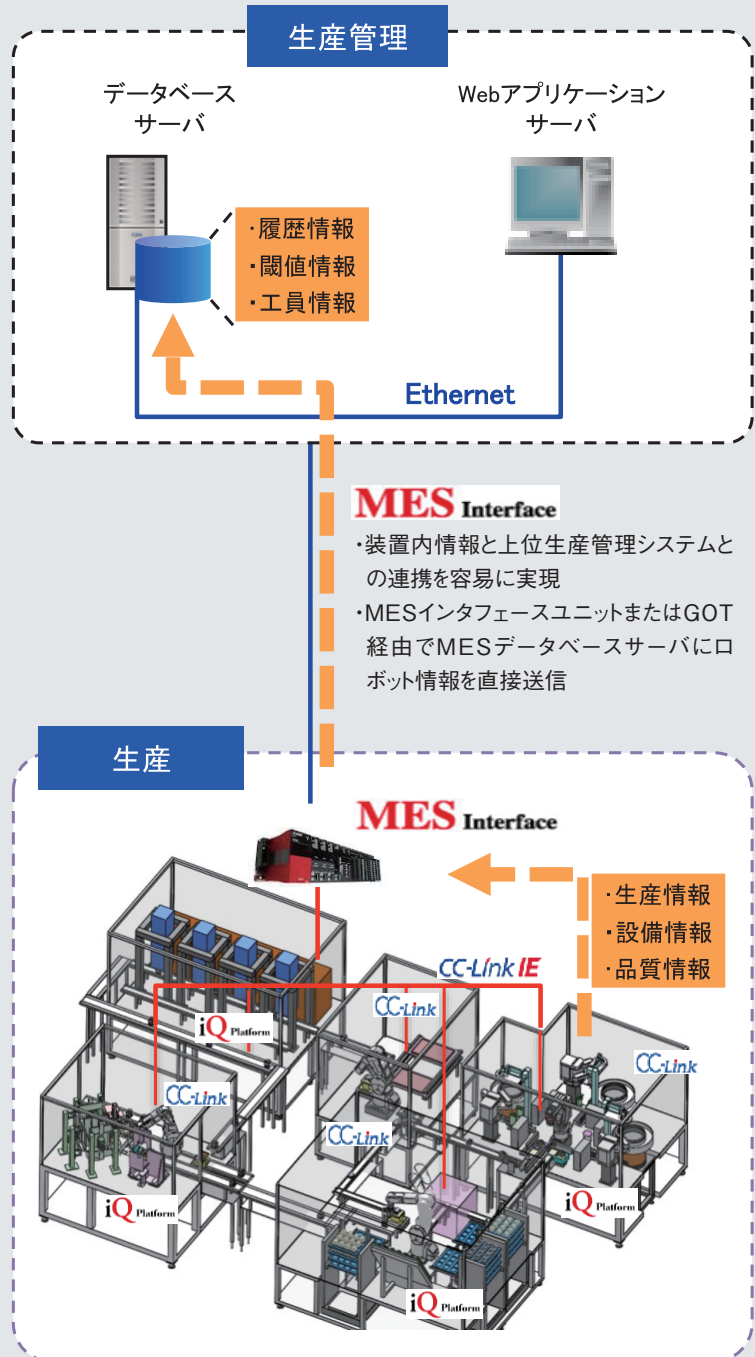 生産管理
データベース
サーバ
Webアプリケーション
サーバ
・履歴情報
・閾値情報
・工員情報
Ethernet
MES Interface
・装置内情報と上位生産管理システムと
の連携を容易に実現
・MESインタフェースユニットまたはGOT
経由でMESデータベースサーバにロ
ボット情報を直接送信
生産
MES Interface
・生産情報
・設備情報
・品質情報
CC-Link IE
CC-Link
iQ Platform
CC-Link
CC-Link
CC-Link
iQ Platform
iQ Platform
iQ Platform